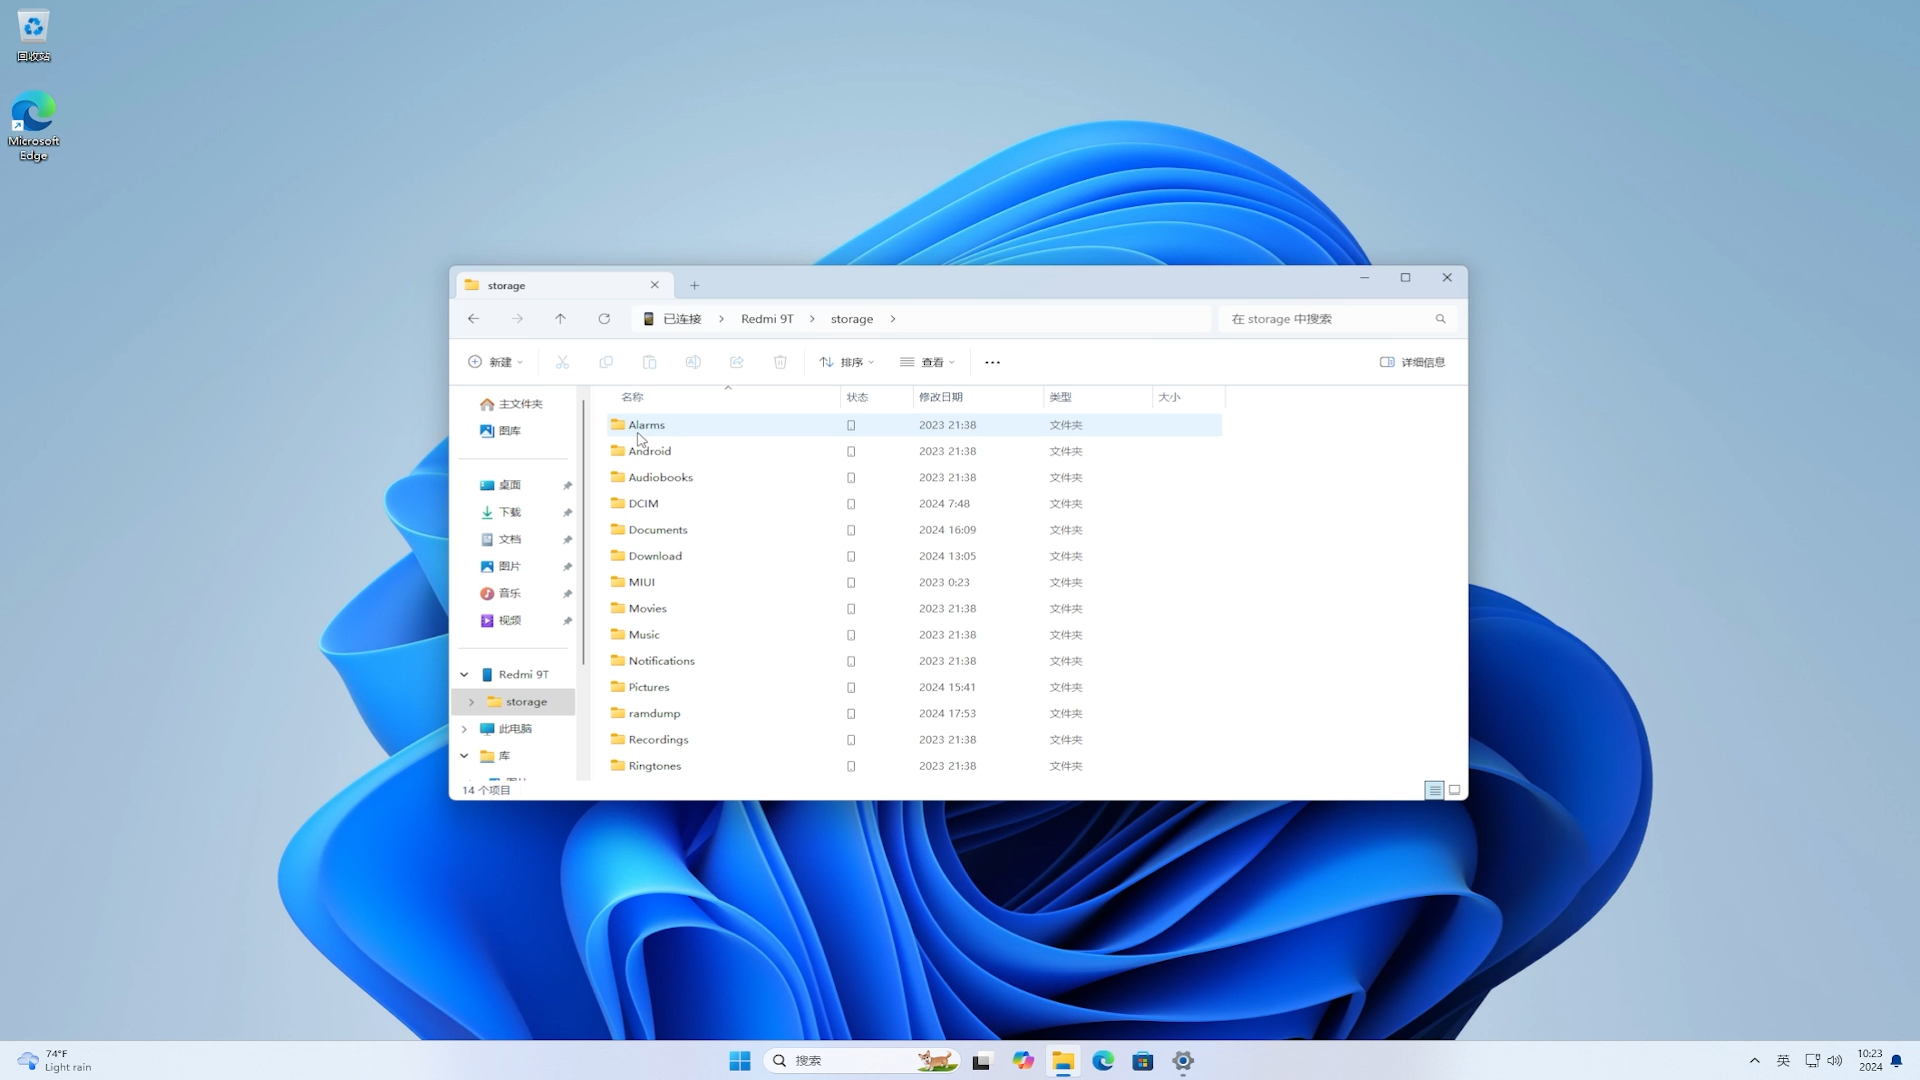 回收站
Microsoft
Edge
storage
已连接 Redmi 9T storage
在 storage 中搜索
新建
排序
查看
详细信息
名称 状态 修改日期 类型 大小
主文件夹
图库
桌面
下载
文档
图片
音乐
视频
Redmi 9T
storage
此电脑
库
Alarms 2023 21:38 文件夹
Android 2023 21:38 文件夹
Audiobooks 2023 21:38 文件夹
DCIM 2024 7:48 文件夹
Documents 2024 16:09 文件夹
Download 2024 13:05 文件夹
MIUI 2023 0:23 文件夹
Movies 2023 21:38 文件夹
Music 2023 21:38 文件夹
Notifications 2023 21:38 文件夹
Pictures 2024 15:41 文件夹
ramdump 2024 17:53 文件夹
Recordings 2023 21:38 文件夹
Ringtones 2023 21:38 文件夹
14 个项目
74°F
Light rain
搜索
英
10:23
2024